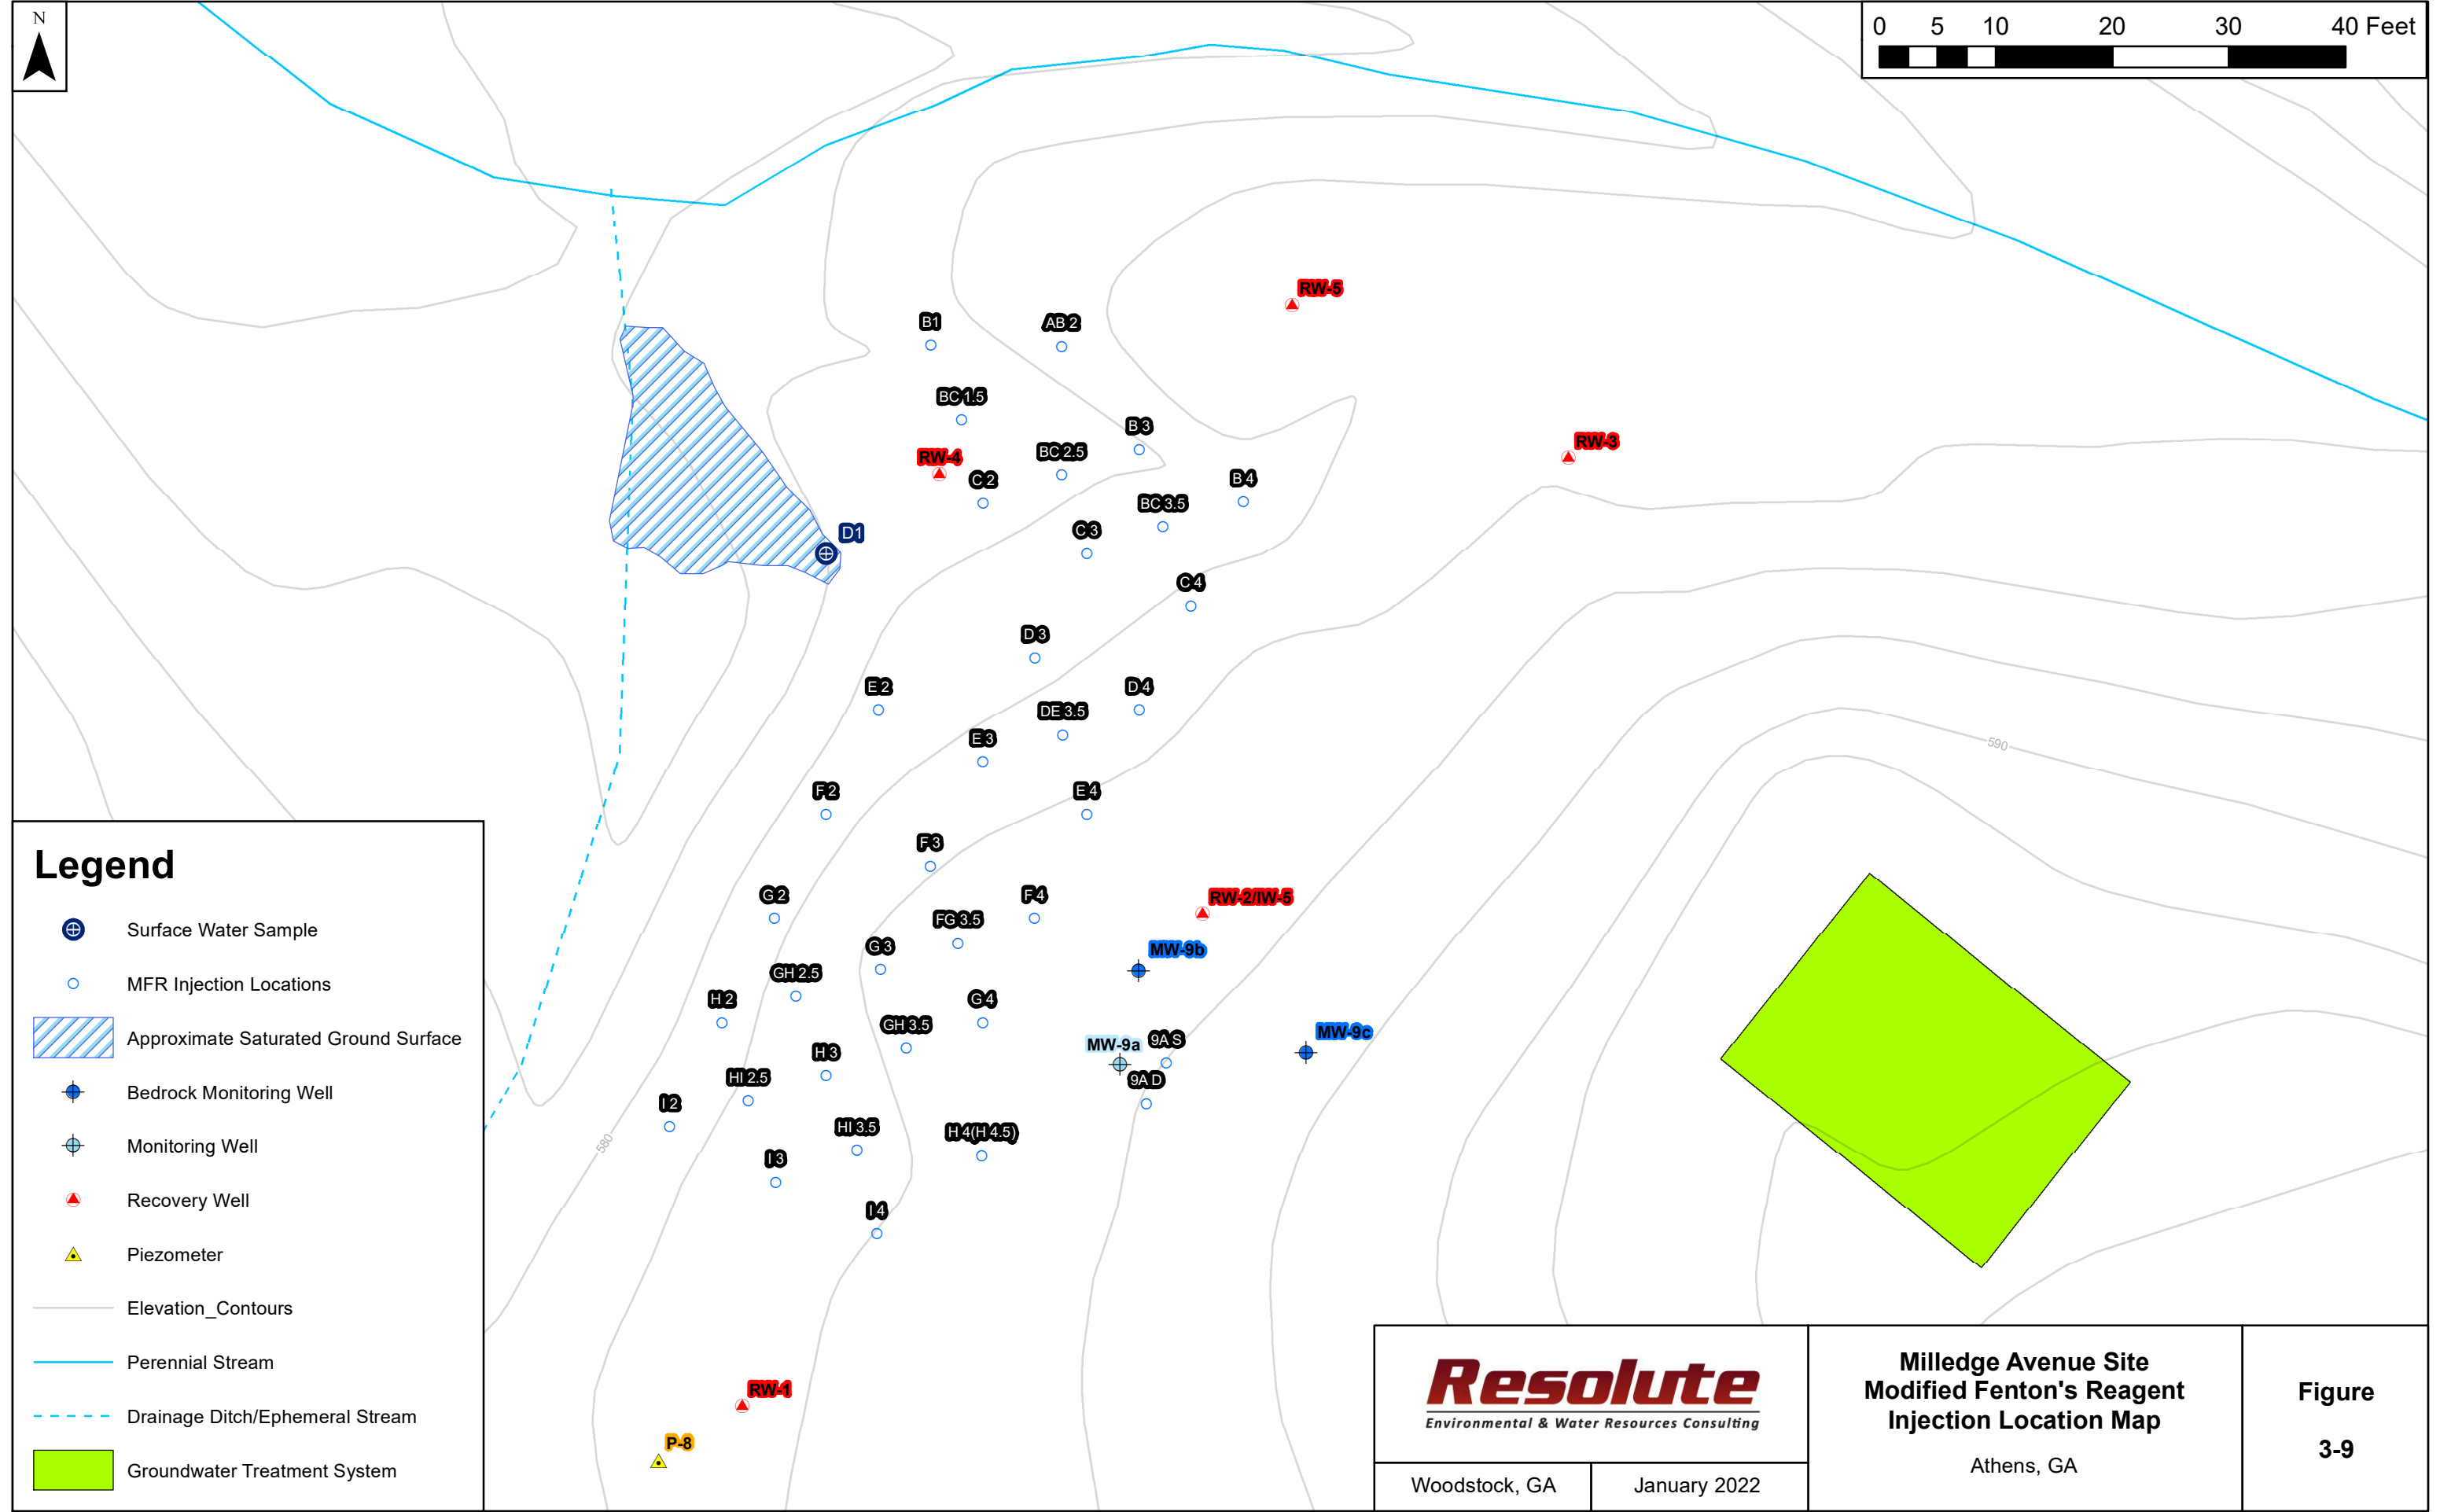 N
0 5 10 20 30 40 Feet
RW-5
B1
AB 2
BC 1.5
B 3
RW-3
RW-4
BC 2.5
C 2
B 4
BC 3.5
D1
C 3
C 4
D 3
E 2
D 4
DE 3.5
E 3
590
F 2
E 4
F 3
G 2
F 4
RW-2/IW-5
FG 3.5
G 3
MW-9b
GH 2.5
H 2
G 4
GH 3.5
MW-9c
H 3
MW-9a
9A S
HI 2.5
9A D
I 2
HI 3.5
H 4(H 4.5)
580
I 3
I 4
RW-1
P-8
Legend
Surface Water Sample
MFR Injection Locations
Approximate Saturated Ground Surface
Bedrock Monitoring Well
Monitoring Well
Recovery Well
Piezometer
Elevation_Contours
Perennial Stream
Drainage Ditch/Ephemeral Stream
Groundwater Treatment System
Resolute
Environmental & Water Resources Consulting
Woodstock, GA
January 2022
Milledge Avenue Site
Modified Fenton's Reagent
Injection Location Map
Athens, GA
Figure
3-9